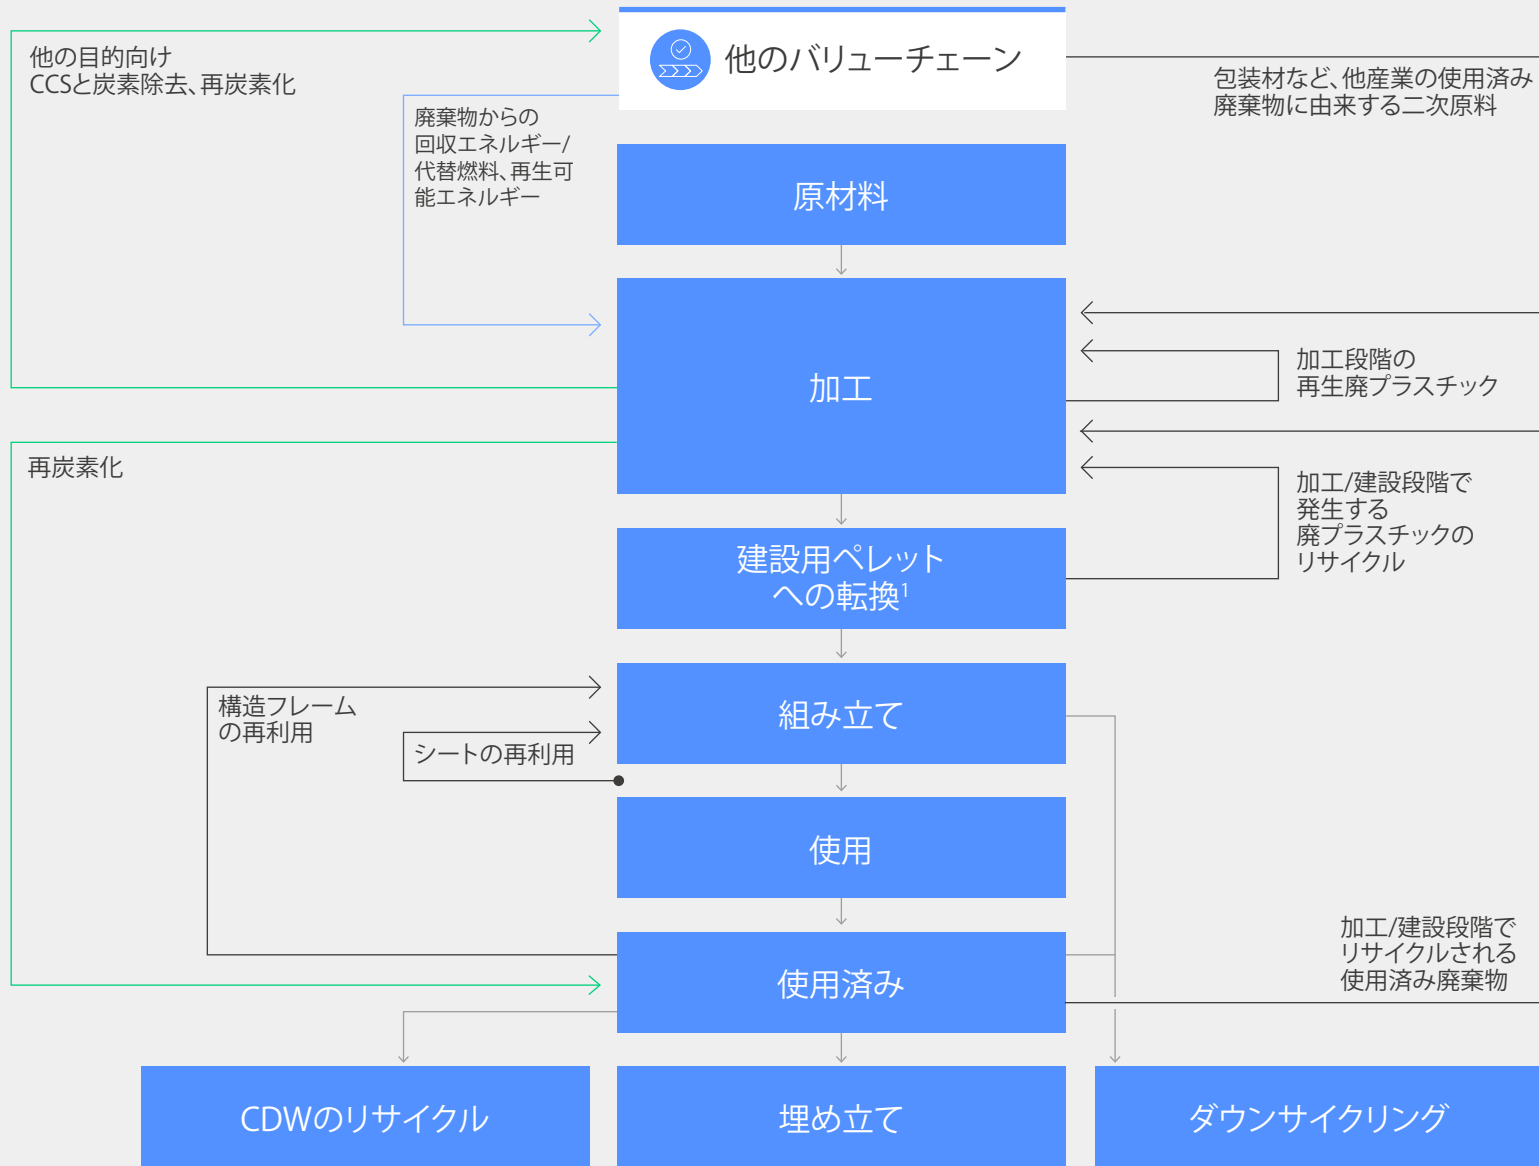 他のバリューチェーン
他の目的向け
CCSと炭素除去、再炭素化
包装材など、他産業の使用済み
廃棄物に由来する二次原料
廃棄物からの
回収エネルギー/
代替燃料、再生可
能エネルギー
原材料
加工
加工段階の
再生廃プラスチック
再炭素化
加工/建設段階で
発生する
廃プラスチックの
リサイクル
建設用ペレット
への転換¹
組み立て
構造フレーム
の再利用
シートの再利用
使用
使用済み
加工/建設段階で
リサイクルされる
使用済み廃棄物
CDWのリサイクル
埋め立て
ダウンサイクリング